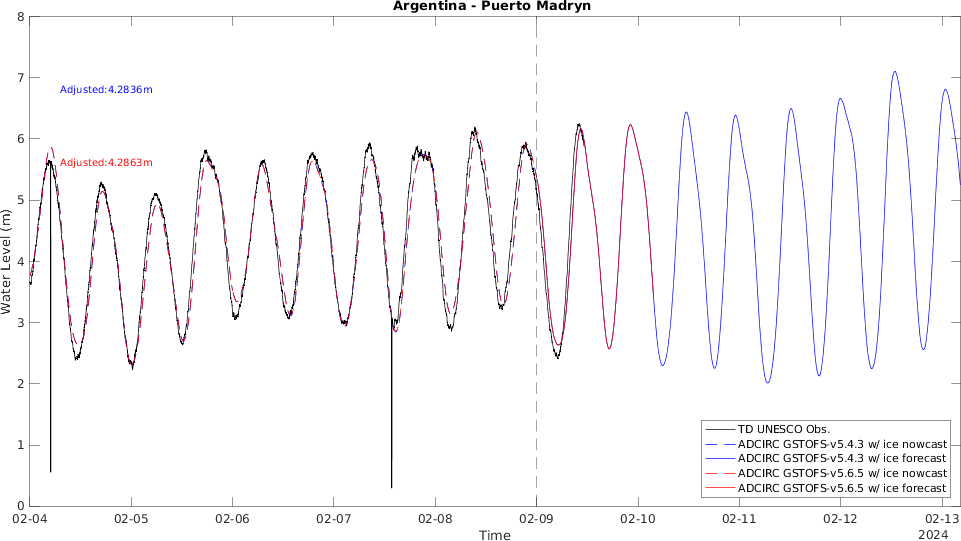 Argentina - Puerto Madryn
8
7
6
5
4
3
2
1
0
Water Level (m)
Adjusted:4.2836m
Adjusted:4.2863m
TD UNESCO Obs.
ADCIRC GSTOFS-v5.4.3 w/ ice nowcast
ADCIRC GSTOFS-v5.4.3 w/ ice forecast
ADCIRC GSTOFS-v5.6.5 w/ ice nowcast
ADCIRC GSTOFS-v5.6.5 w/ ice forecast
02-04 02-05 02-06 02-07 02-08 02-09 02-10 02-11 02-12 02-13
Time
2024